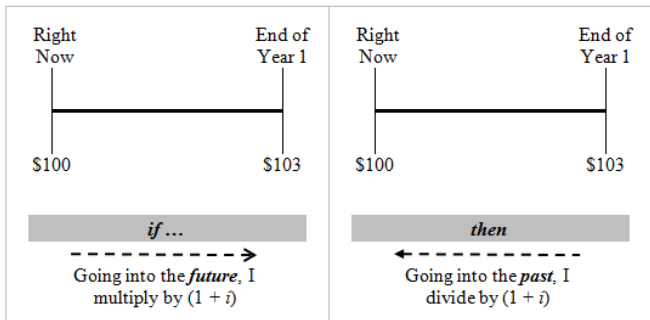 Right
Now
End of
Year 1
$100
$103
if ...
Going into the future, I
multiply by (1 + i)
Right
Now
End of
Year 1
$100
$103
then
Going into the past, I
divide by (1 + i)